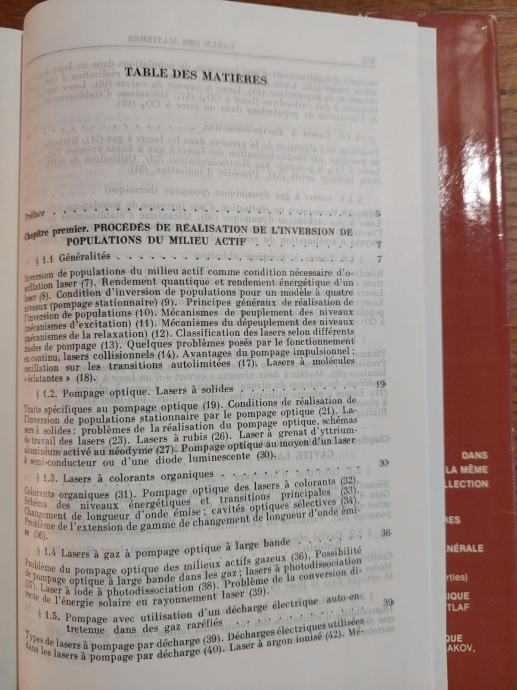 TABLE DES MATIÈRES
Préface . . . . . 5
Chapitre premier. PROCÉDÉS DE RÉALISATION DE L'INVERSION DE
POPULATIONS DU MILIEU ACTIF . . . . . 7
§ 1.1 Généralités . . . . . 7
Inversion de populations du milieu actif comme condition nécessaire d'o-
scillation laser (7). Rendement quantique et rendement énergétique d'un
laser (8). Condition d'inversion de populations pour un modèle à quatre
niveaux (pompage stationnaire) (9). Principes généraux de réalisation de
l'inversion de populations (10). Mécanismes de peuplement des niveaux
(mécanismes d'excitation) (11). Mécanismes du dépeuplement des niveaux
(mécanismes de la relaxation) (12). Classification des lasers selon différents
modes de pompage (13). Quelques problèmes posés par le fonctionnement
en continu, lasers collisionnels (14). Avantages du pompage impulsionnel ;
oscillation sur les transitions autolimitées (17). Lasers à molécules
« éclatantes » (18).
§ 1.2. Pompage optique. Lasers à solides . . . . . 19
Traits spécifiques au pompage optique (19). Conditions de réalisation de
l'inversion de populations stationnaire par le pompage optique (21). La-
sers à solides : problèmes de la réalisation du pompage optique, schémas
de travail des lasers (23). Lasers à rubis (26). Laser à grenat d'yttrium-
aluminium activé au néodyme (27). Pompage optique au moyen d'un laser
à semi-conducteur ou d'une diode luminescente (30).
§ 1.3. Lasers à colorants organiques . . . . . 30
Colorants organiques (31). Pompage optique des lasers à colorants (32).
Schéma des niveaux énergétiques et transitions principales (33).
Changement de longueur d'onde émise ; cavités optiques sélectives (34).
Problème de l'extension de gamme de changement de longueur d'onde émi-
se (36).
§ 1.4 Lasers à gaz à pompage optique à large bande . . . . . 36
Problème du pompage optique des milieux actifs gazeux (36). Possibilité
de pompage optique à large bande dans les gaz ; lasers à photodissociation
(37). Laser à iode à photodissociation (38). Problème de la conversion di-
recte de l'énergie solaire en rayonnement laser (39).
§ 1.5. Pompage avec utilisation d'un décharge électrique auto-en-
tretenue dans des gaz raréfiés . . . . . 39
Types de lasers à pompage par décharge (39). Décharges électriques utilisées
dans les lasers à pompage par décharge (40). Laser à argon ionisé (42). Mé-
DANS
LA MÊME
COLLECTION